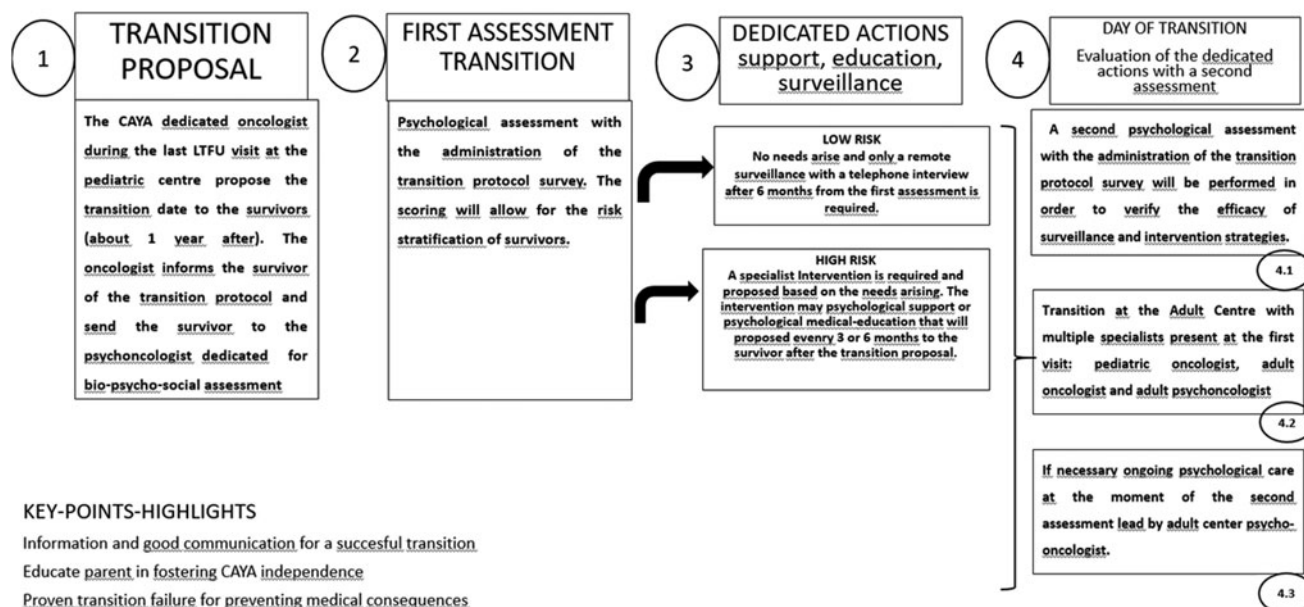 1
TRANSITION
PROPOSAL
The CAYA dedicated oncologist
during the last LTFU visit at the
pediatric centre propose the
transition date to the survivors
(about 1 year after). The
oncologist informs the survivor
of the transition protocol and
send the survivor to the
psychoncologist dedicated for
bio-psycho-social assessment
2
FIRST ASSESSMENT
TRANSITION
Psychological assessment with
the administration of the
transition protocol survey. The
scoring will allow for the risk
stratification of survivors.
3
DEDICATED ACTIONS
support, education,
surveillance
LOW RISK
No needs arise and only a remote
surveillance with a telephone interview
after 6 months from the first assessment is
required.
HIGH RISK
A specialist Intervention is required and
proposed based on the needs arising. The
intervention may psychological support or
psychological medical-education that will
proposed evenry 3 or 6 months to the
survivor after the transition proposal.
4
DAY OF TRANSITION
Evaluation of the dedicated
actions with a second
assessment
A second psychological assessment
with the administration of the transition
protocol survey will be performed in
order to verify the efficacy of
surveillance and intervention strategies.
4.1
Transition at the Adult Centre with
multiple specialists present at the first
visit: pediatric oncologist, adult
oncologist and adult psychoncologist
4.2
If necessary ongoing psychological care
at the moment of the second
assessment lead by adult center psycho-
oncologist.
4.3
KEY-POINTS-HIGHLIGHTS
Information and good communication for a succesful transition
Educate parent in fostering CAYA independence
Proven transition failure for preventing medical consequences